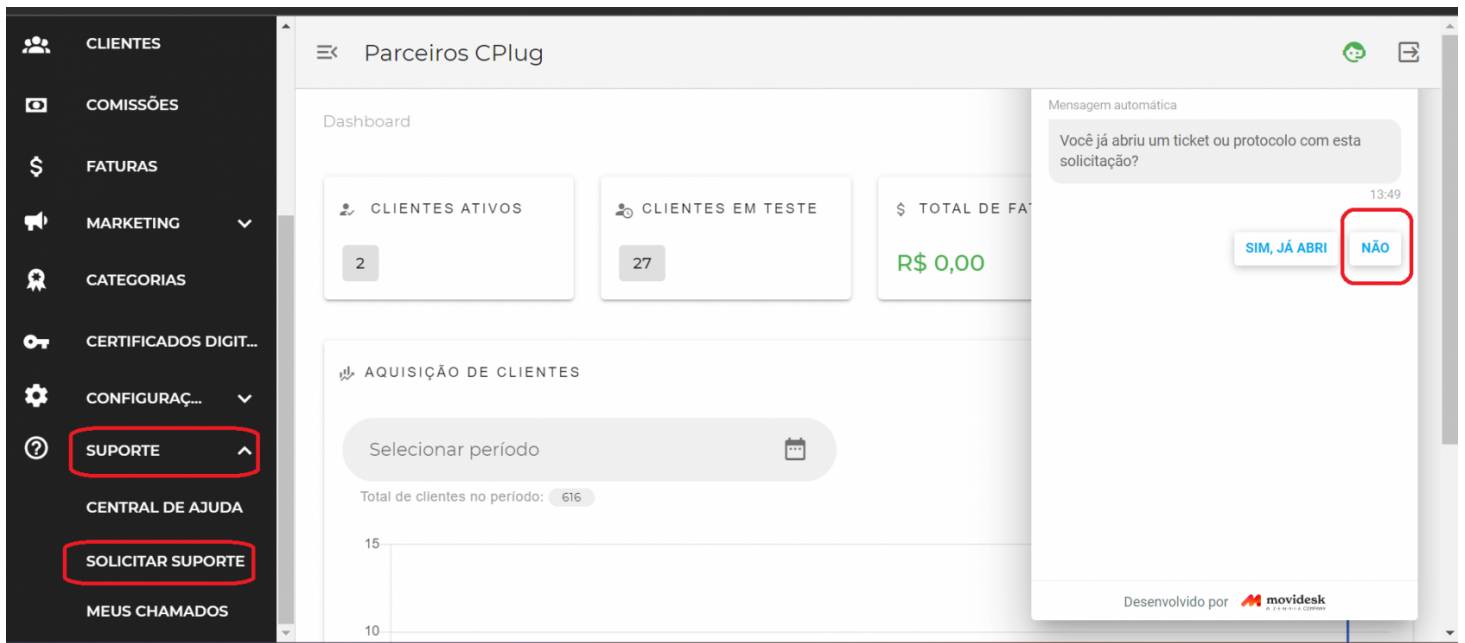 CLIENTES
COMISSÕES
FATURAS
MARKETING
CATEGORIAS
CERTIFICADOS DIGIT...
CONFIGURAÇ...
SUPORTE
CENTRAL DE AJUDA
SOLICITAR SUPORTE
MEUS CHAMADOS
Parceiros CPlug
Dashboard
CLIENTES ATIVOS
2
CLIENTES EM TESTE
27
$ TOTAL DE FA
R$ 0,00
AQUISIÇÃO DE CLIENTES
Selecionar período
Total de clientes no período: 616
15
10
Mensagem automática
Você já abriu um ticket ou protocolo com esta
solicitação?
13:49
SIM, JÁ ABRI
NÃO
Desenvolvido por movidesk
A ZENVIA COMPANY